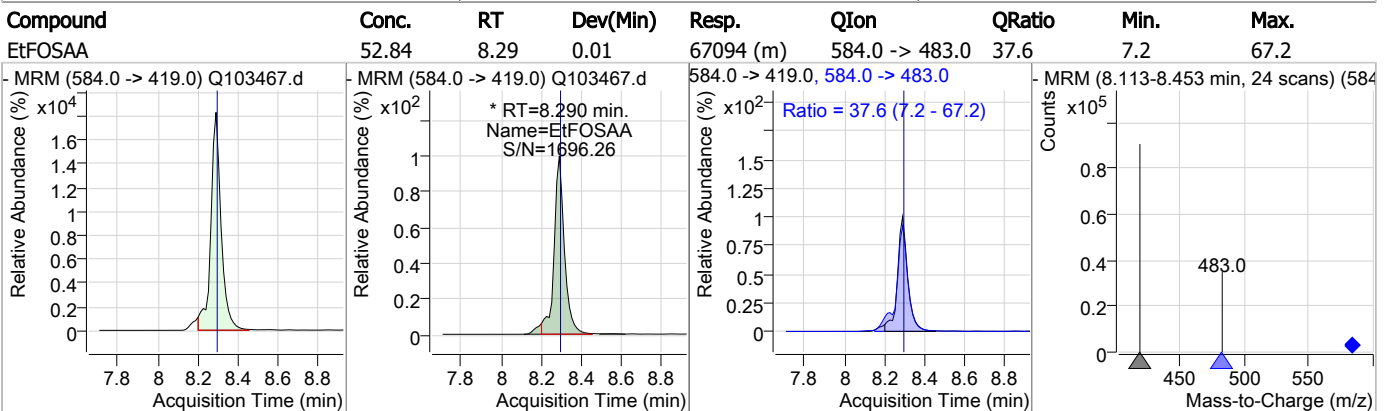 Compound Conc. RT Dev(Min) Resp. QIon QRatio Min. Max.
EtFOSAA 52.84 8.29 0.01 67094 (m) 584.0 -> 483.0 37.6 7.2 67.2
- MRM (584.0 -> 419.0) Q103467.d
Relative Abundance (%)
x10⁴
1.6
1.4
1.2
1
0.8
0.6
0.4
0.2
0
7.8 8 8.2 8.4 8.6 8.8
Acquisition Time (min)
- MRM (584.0 -> 419.0) Q103467.d
Relative Abundance (%)
x10²
* RT=8.290 min.
Name=EtFOSAA
S/N=1696.26
1
0.8
0.6
0.4
0.2
0
7.8 8 8.2 8.4 8.6 8.8
Acquisition Time (min)
584.0 -> 419.0, 584.0 -> 483.0
Relative Abundance (%)
x10²
Ratio = 37.6 (7.2 - 67.2)
1.5
1.25
1
0.75
0.5
0.25
0
7.8 8 8.2 8.4 8.6 8.8
Acquisition Time (min)
- MRM (8.113-8.453 min, 24 scans) (584
Counts
x10⁵
0.8
0.6
0.4
0.2
0
483.0
450 500 550
Mass-to-Charge (m/z)